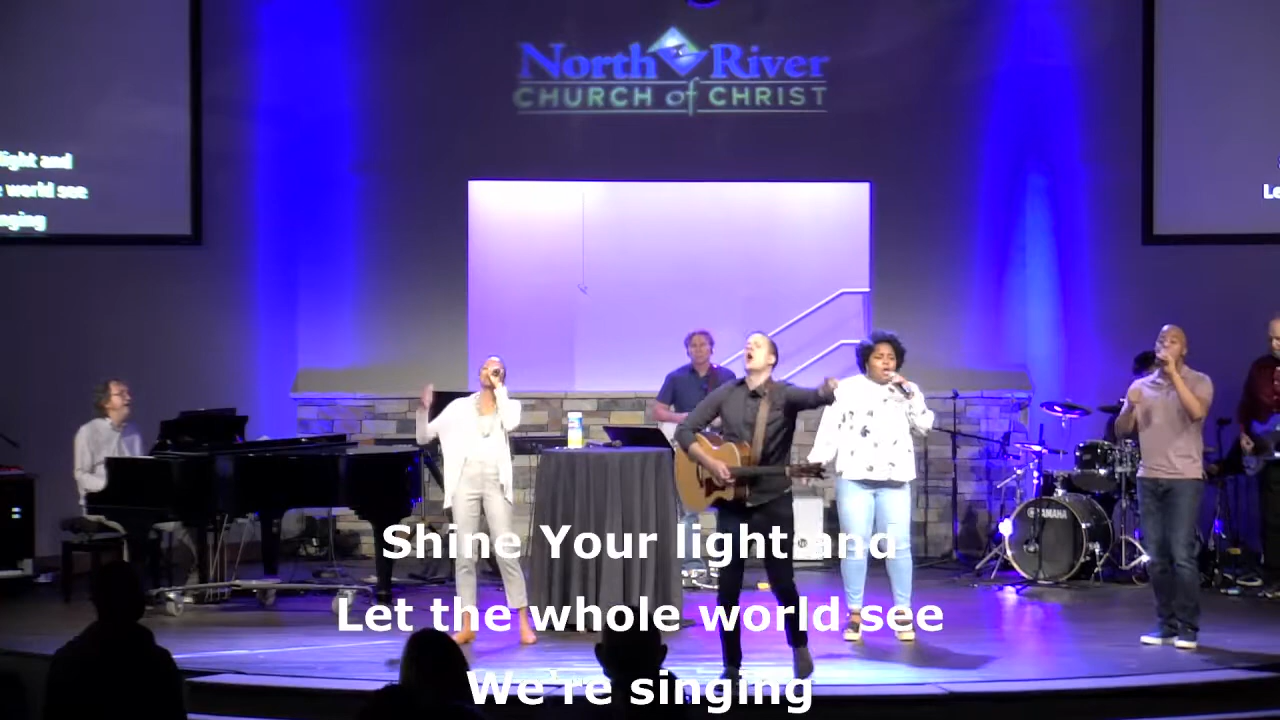 North River
CHURCH of CHRIST
light and
world see
Shine Your light and
Let the whole world see
We're singing
YAMAHA